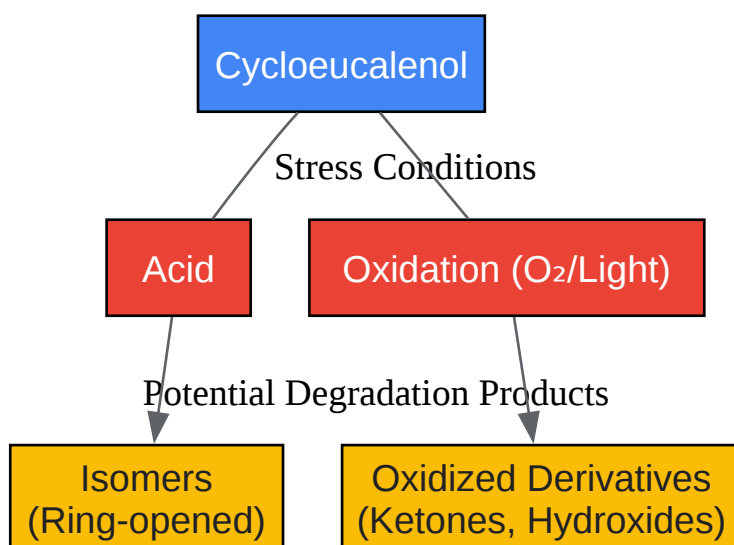 Cycloeucalenol
Stress Conditions
Acid
Oxidation (O₂/Light)
Potential Degradation Products
Isomers
(Ring-opened)
Oxidized Derivatives
(Ketones, Hydroxides)